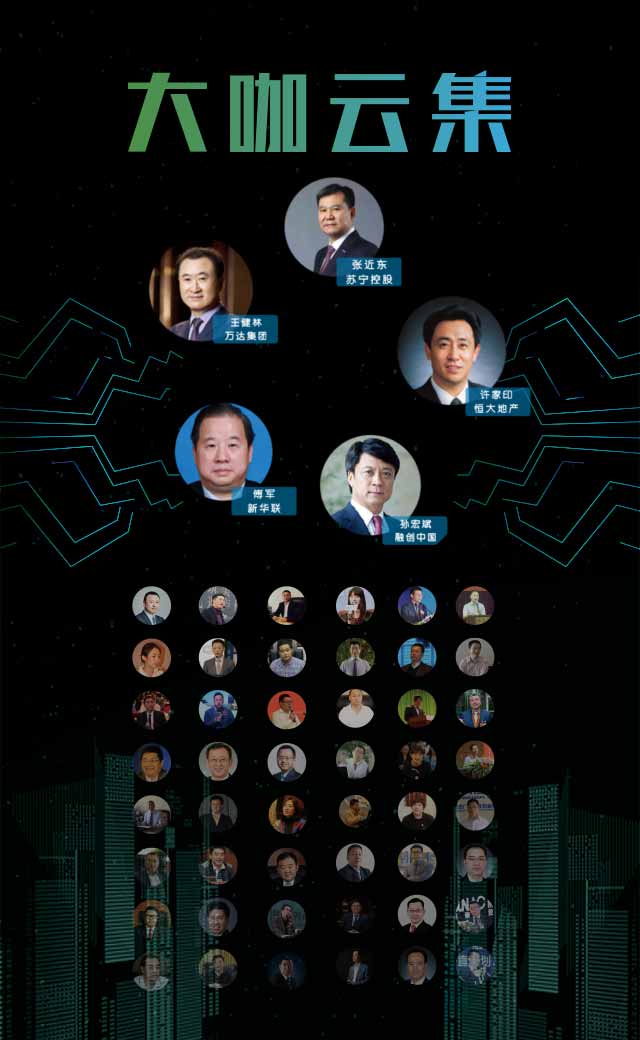 大咖云集
张近东
苏宁控股
王健林
万达集团
许家印
恒大地产
傅军
新华联
孙宏斌
融创中国